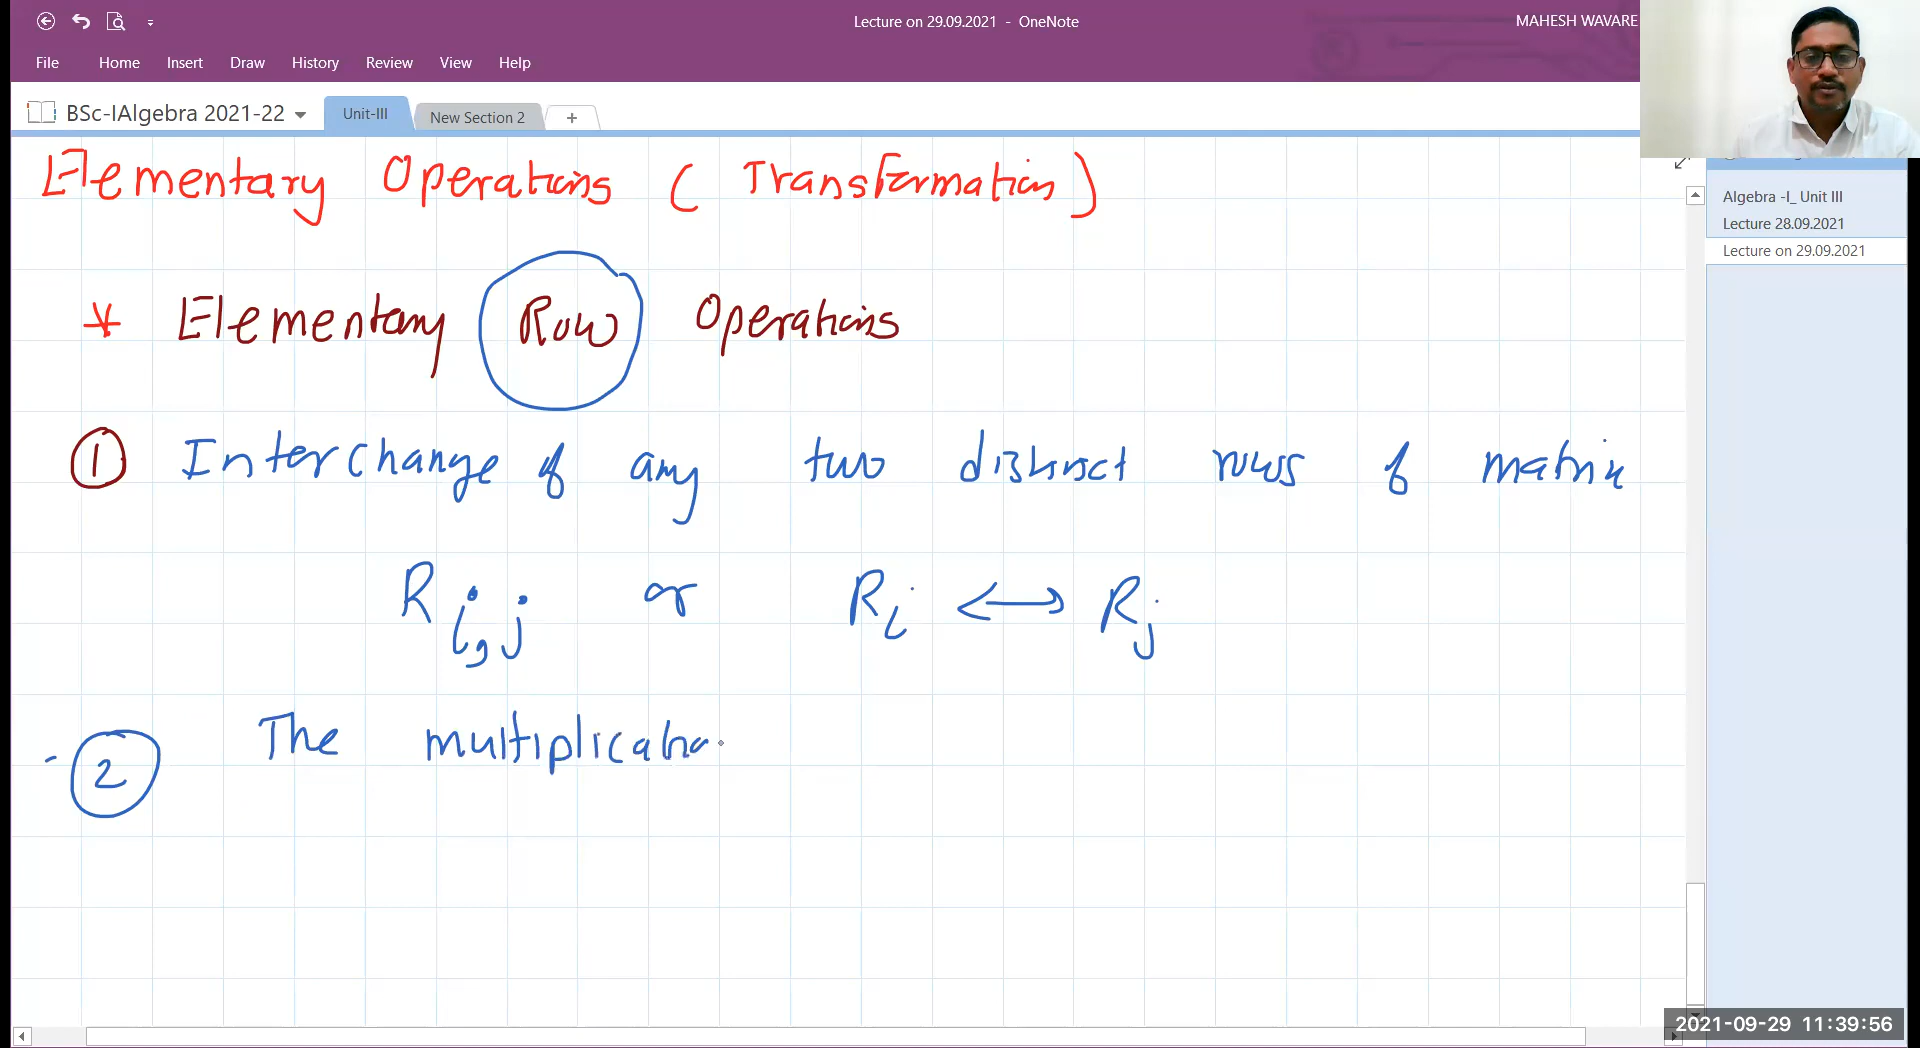 Lecture on 29.09.2021 - OneNote
MAHESH WAVARE
File Home Insert Draw History Review View Help
BSc-IAlgebra 2021-22 Unit-III New Section 2 +
Elementary Operations ( Transformation )
* Elementary Row Operations
1 Interchange of any two distinct rows of matrix
R i,j or Ri ⟷ Rj
2 The multiplicatio
Algebra -I_ Unit III
Lecture 28.09.2021
Lecture on 29.09.2021
2021-09-29 11:39:56